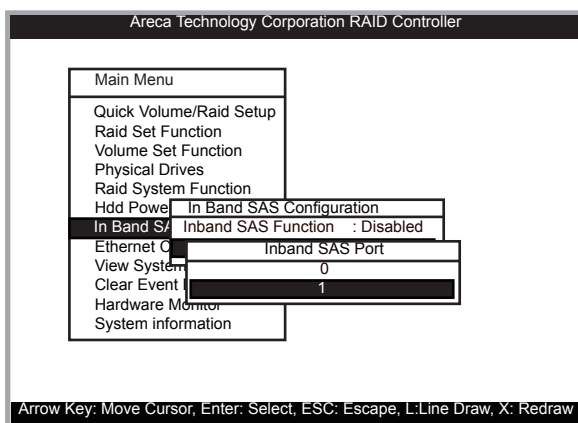 Areca Technology Corporation RAID Controller
Main Menu
Quick Volume/Raid Setup
Raid Set Function
Volume Set Function
Physical Drives
Raid System Function
Hdd Powe
In Band SAS Configuration
In Band SA
Inband SAS Function : Disabled
Ethernet C
Inband SAS Port
View System
0
Clear Event
1
Hardware Monitor
System information
Arrow Key: Move Cursor, Enter: Select, ESC: Escape, L:Line Draw, X: Redraw